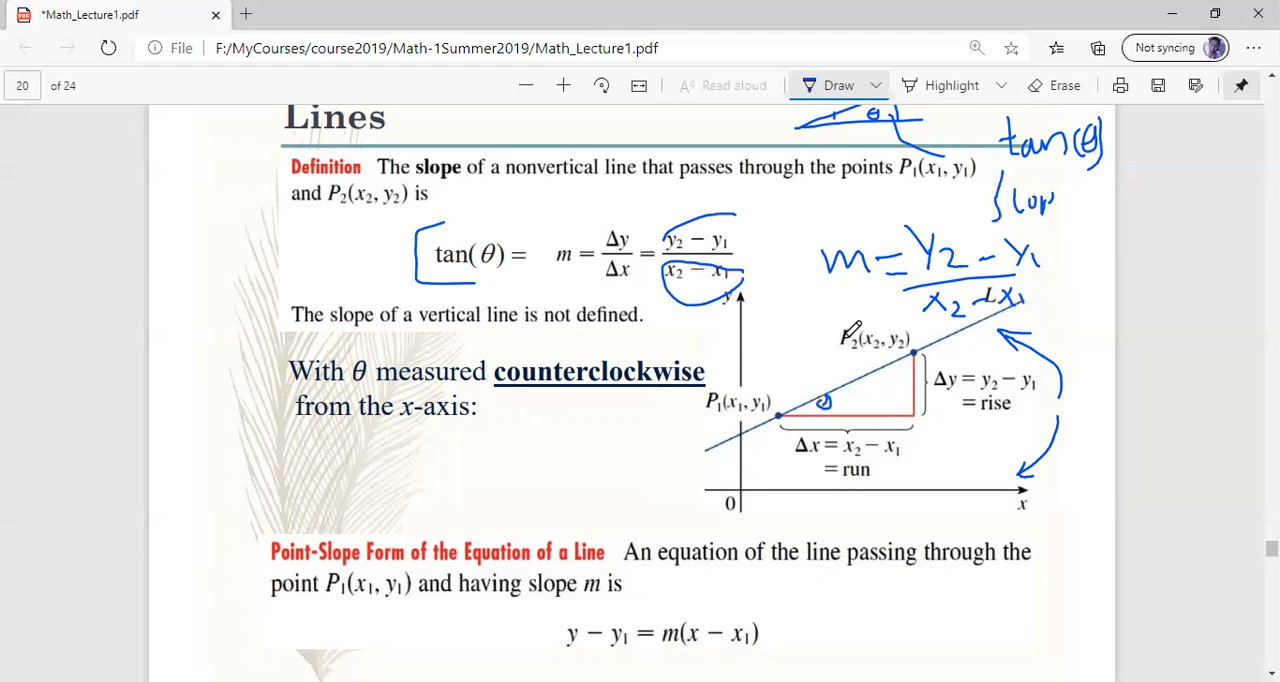 *Math_Lecture1.pdf
File F:/MyCourses/course2019/Math-1Summer2019/Math_Lecture1.pdf Not syncing
20 of 24 Read aloud Draw Highlight Erase
Lines
θ
tan(θ)
slop
Definition The slope of a nonvertical line that passes through the points P₁(x₁, y₁)
and P₂(x₂, y₂) is
tan(θ) = m = Δy/Δx = (y₂ − y₁)/(x₂ − x₁)
m = (y₂ − y₁)/(x₂ − x₁)
The slope of a vertical line is not defined.
With θ measured counterclockwise
from the x-axis:
y
L
P₂(x₂, y₂)
P₁(x₁, y₁)
θ
Δy = y₂ − y₁
= rise
Δx = x₂ − x₁
= run
0
x
Point-Slope Form of the Equation of a Line An equation of the line passing through the
point P₁(x₁, y₁) and having slope m is
y − y₁ = m(x − x₁)